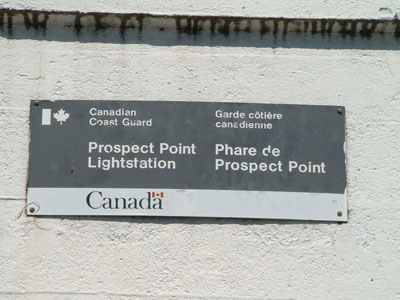 Canadian
Coast Guard
Garde côtière
canadienne
Prospect Point
Lightstation
Phare de
Prospect Point
Canada